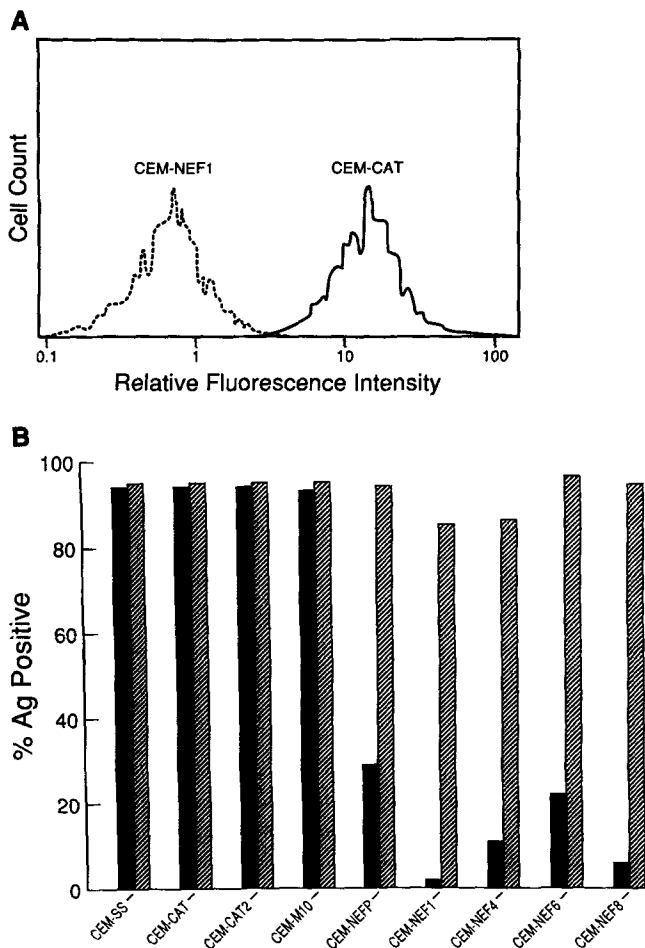 A
Cell Count
CEM-NEF1
CEM-CAT
0.1
1
10
100
Relative Fluorescence Intensity
B
% Ag Positive
100
80
60
40
20
0
CEM-SS
CEM-CAT
CEM-CAT2
CEM-M10
CEM-NEFP
CEM-NEF1
CEM-NEF4
CEM-NEF6
CEM-NEF8